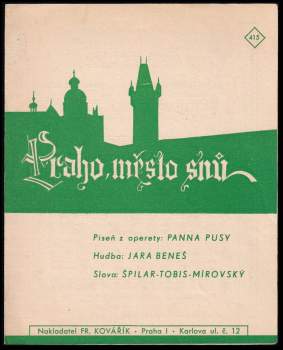 415
Praho, město snů
Píseň z operety: PANNA PUSY
Hudba: JARA BENEŠ
Slova: ŠPILAR-TOBIS-MÍROVSKÝ
Nakladatel FR. KOVÁŘÍK - Praha I - Karlova ul. č. 12